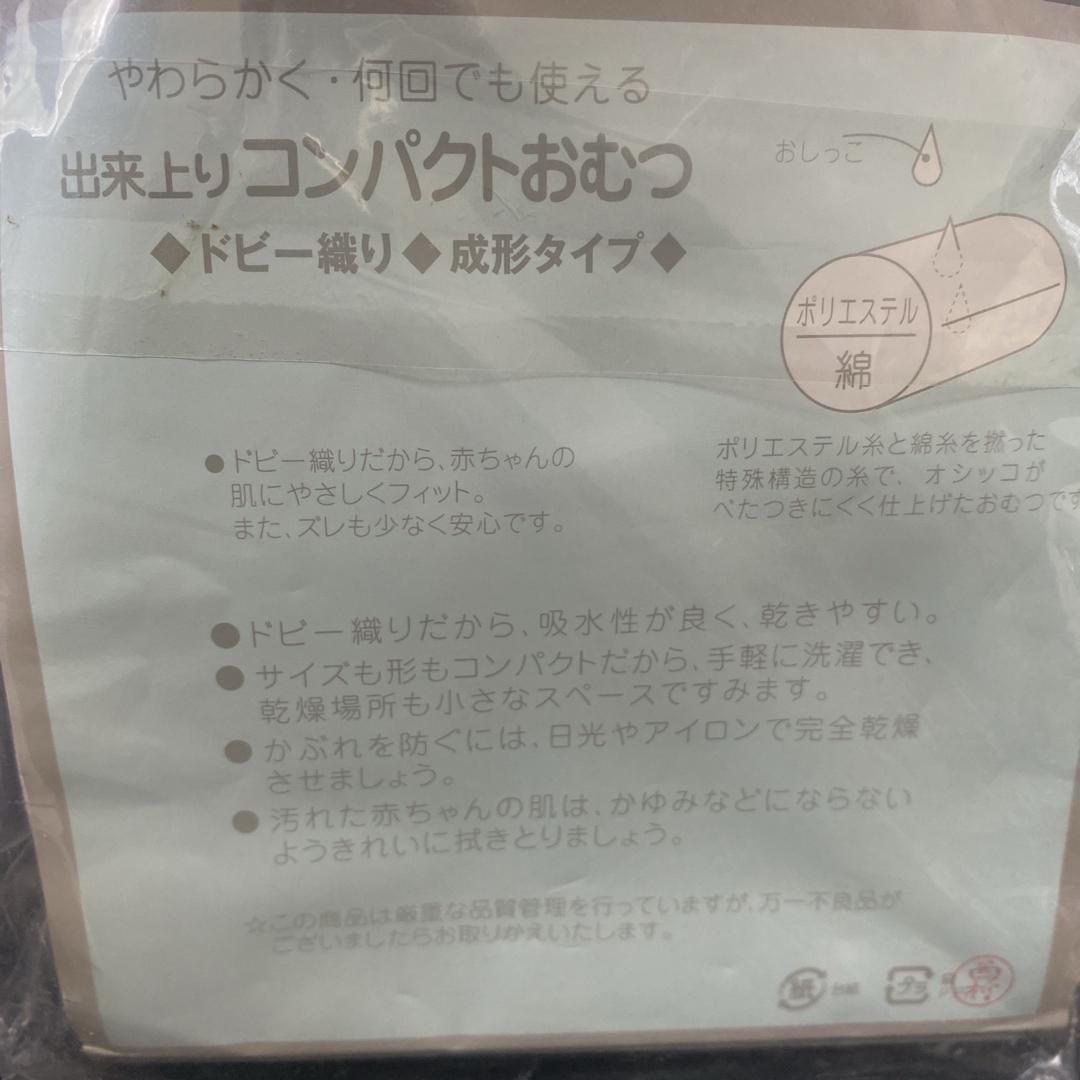 やわらかく・何回でも使える
出来上りコンパクトおむつ
◆ドビー織り◆成形タイプ◆
おしっこ
ポリエステル
綿
●ドビー織りだから、赤ちゃんの
肌にやさしくフィット。
また、ズレも少なく安心です。
ポリエステル糸と綿糸を撚った
特殊構造の糸で、オシッコが
べたつきにくく仕上げたおむつです
●ドビー織りだから、吸水性が良く、乾きやすい。
●サイズも形もコンパクトだから、手軽に洗濯でき、
乾燥場所も小さなスペースですみます。
●かぶれを防ぐには、日光やアイロンで完全乾燥
させましょう。
●汚れた赤ちゃんの肌は、かゆみなどにならない
ようきれいに拭きとりましょう。
☆この商品は厳重な品質管理を行っていますが、万一不良品が
ございましたらお取りかえいたします。
紙 台紙 プラ